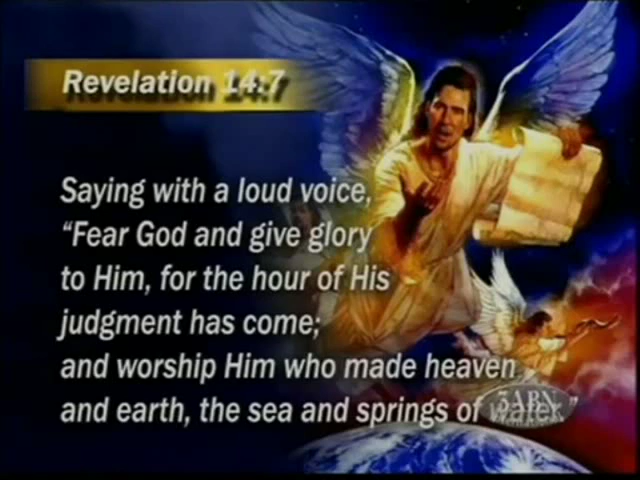 Revelation 14:7
Saying with a loud voice,
“Fear God and give glory
to Him, for the hour of His
judgment has come;
and worship Him who made heaven
and earth, the sea and springs of water.”
3ABN